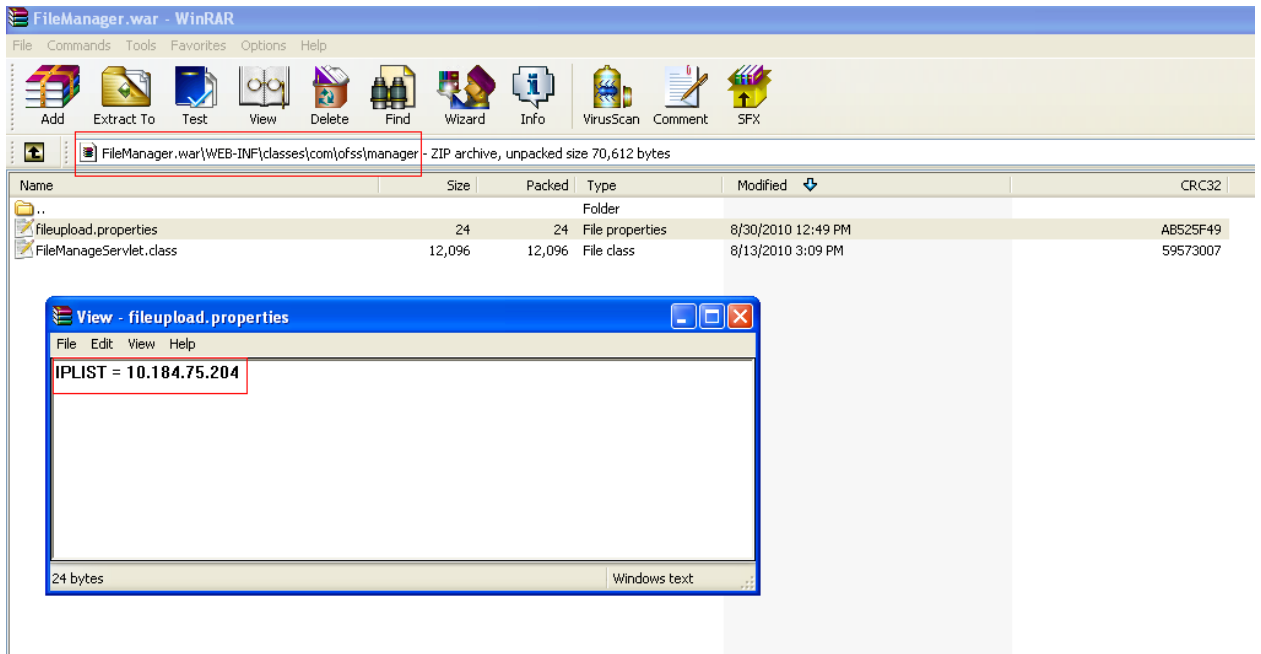 FileManager.war - WinRAR
File Commands Tools Favorites Options Help
Add Extract To Test View Delete Find Wizard Info VirusScan Comment SFX
FileManager.war\WEB-INF\classes\com\ofss\manager - ZIP archive, unpacked size 70,612 bytes
Name Size Packed Type Modified CRC32
.. Folder
fileupload.properties 24 24 File properties 8/30/2010 12:49 PM AB525F49
FileManageServlet.class 12,096 12,096 File class 8/13/2010 3:09 PM 59573007
View - fileupload.properties
File Edit View Help
IPLIST = 10.184.75.204
24 bytes Windows text